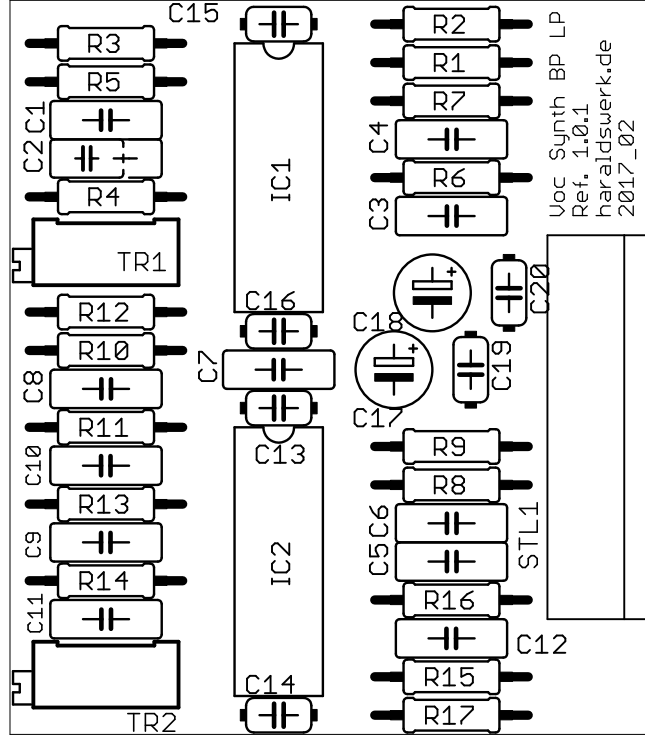 C15
R3
R5
C1
C2
R4
TR1
R12
R10
C8
R11
C10
R13
C9
R14
C11
TR2
IC1
C16
C7
C13
IC2
C14
R2
R1
R7
C4
R6
C3
C18
C17
C20
C19
R9
R8
C6
C5
R16
C12
R15
R17
STL1
Voc Synth BP LP
Ref. 1.0.1
haraldswerk.de
2017_02